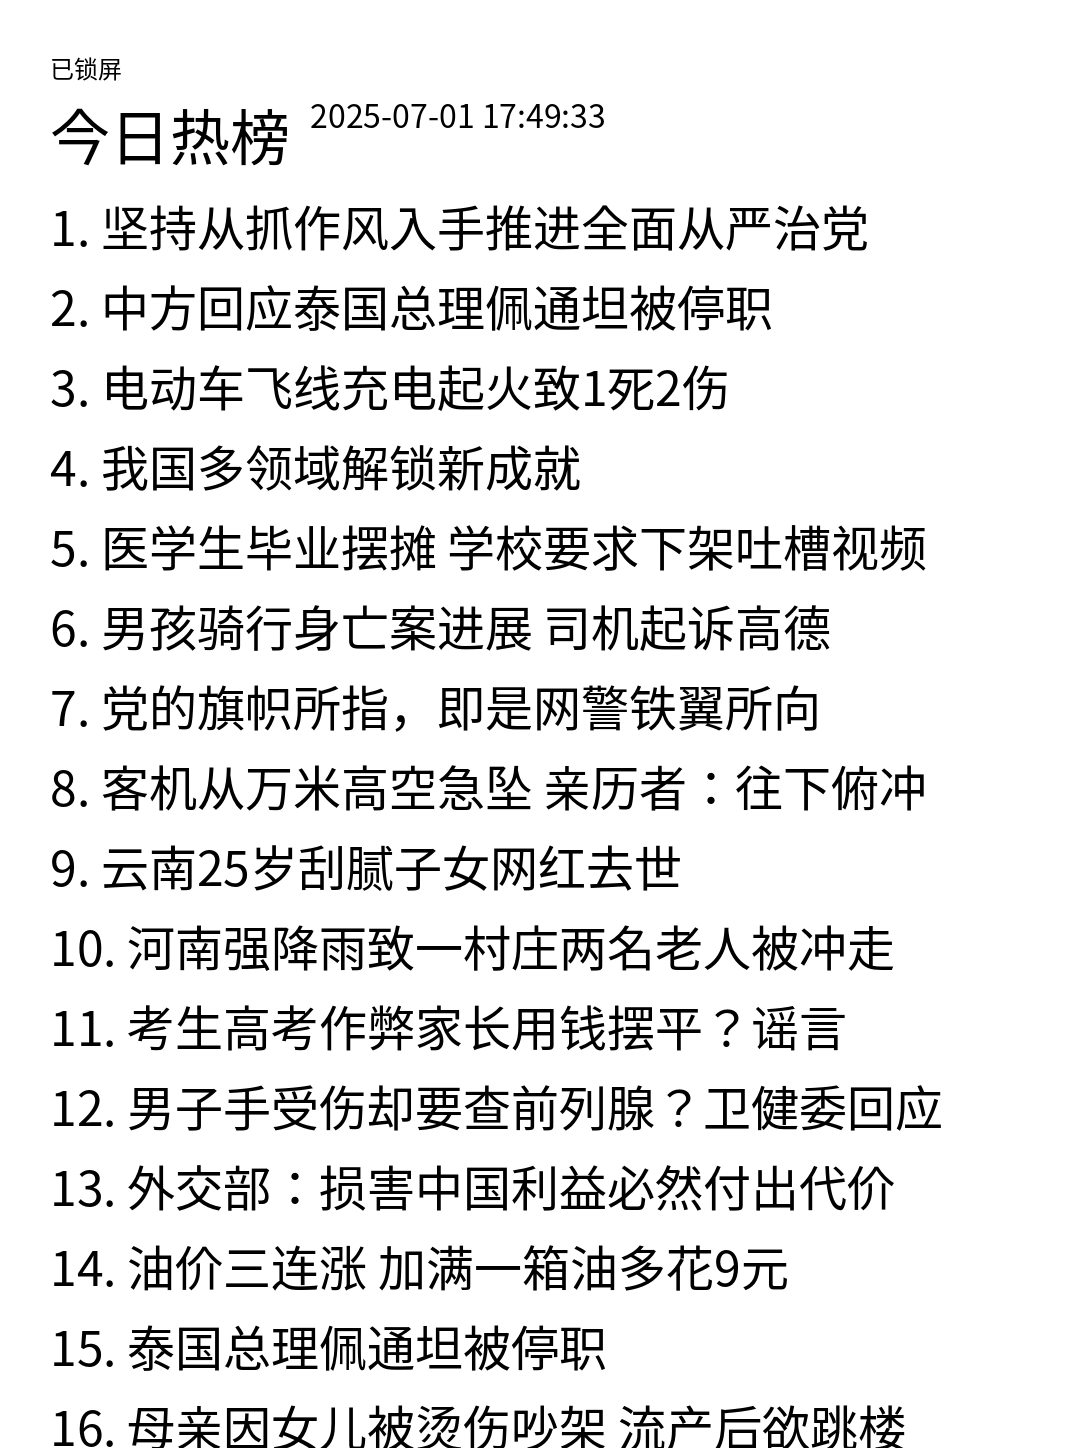 已锁屏
今日热榜 2025-07-01 17:49:33
1. 坚持从抓作风入手推进全面从严治党
2. 中方回应泰国总理佩通坦被停职
3. 电动车飞线充电起火致1死2伤
4. 我国多领域解锁新成就
5. 医学生毕业摆摊 学校要求下架吐槽视频
6. 男孩骑行身亡案进展 司机起诉高德
7. 党的旗帜所指，即是网警铁翼所向
8. 客机从万米高空急坠 亲历者：往下俯冲
9. 云南25岁刮腻子女网红去世
10. 河南强降雨致一村庄两名老人被冲走
11. 考生高考作弊家长用钱摆平？谣言
12. 男子手受伤却要查前列腺？卫健委回应
13. 外交部：损害中国利益必然付出代价
14. 油价三连涨 加满一箱油多花9元
15. 泰国总理佩通坦被停职
16. 母亲因女儿被烫伤吵架 流产后欲跳楼